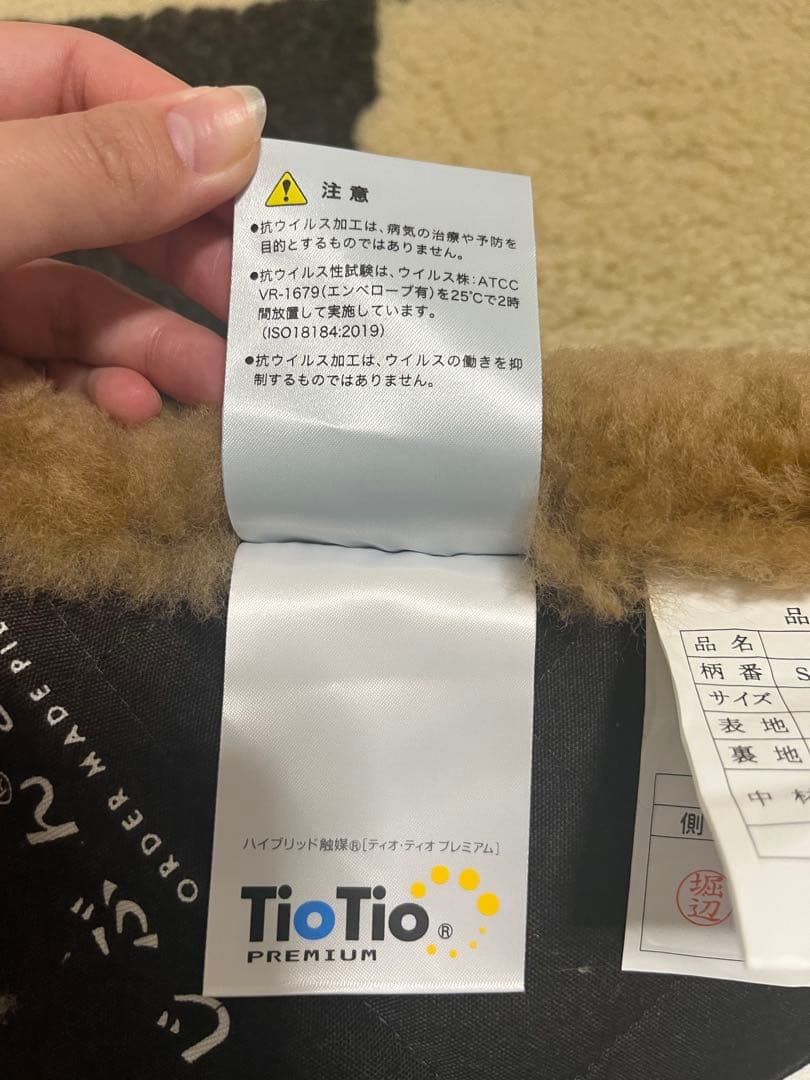 注意
●抗ウイルス加工は、病気の治療や予防を
目的とするものではありません。
●抗ウイルス性試験は、ウイルス株:ATCC
VR-1679(エンベロープ有)を25℃で2時
間放置して実施しています。
(ISO18184:2019)
●抗ウイルス加工は、ウイルスの働きを抑
制するものではありません。
ハイブリッド触媒®[ティオ・ティオ プレミアム]
TioTio®
PREMIUM
じぶん
ORDER MADE
品
品名
柄番 S
サイズ
表地
裏地
中材
側
堀辺